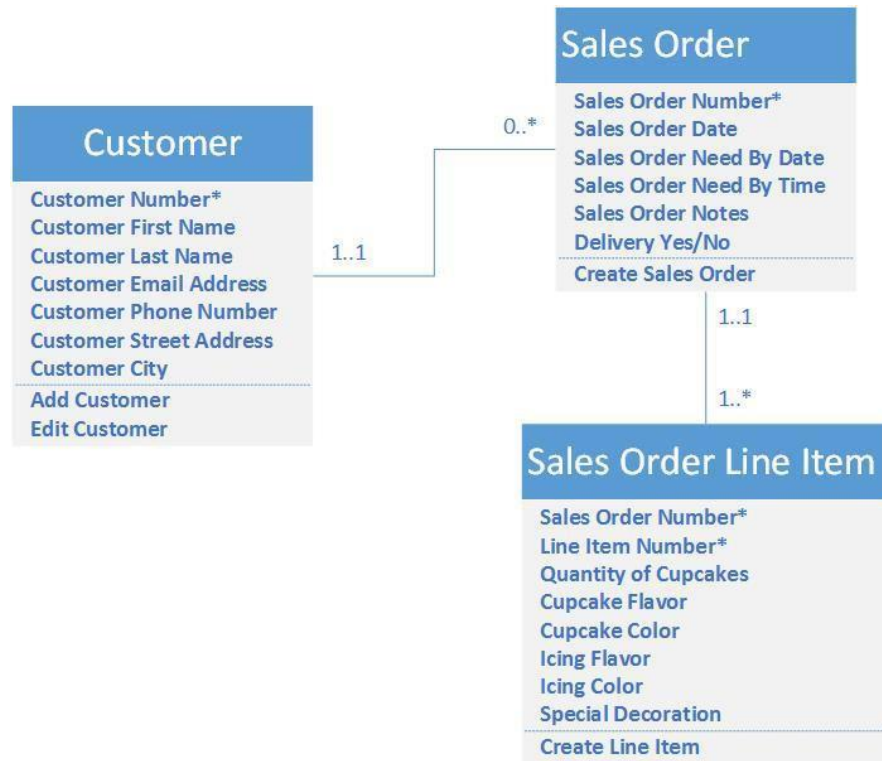 Customer
Customer Number*
Customer First Name
Customer Last Name
Customer Email Address
Customer Phone Number
Customer Street Address
Customer City
Add Customer
Edit Customer
1..1
0..*
Sales Order
Sales Order Number*
Sales Order Date
Sales Order Need By Date
Sales Order Need By Time
Sales Order Notes
Delivery Yes/No
Create Sales Order
1..1
1..*
Sales Order Line Item
Sales Order Number*
Line Item Number*
Quantity of Cupcakes
Cupcake Flavor
Cupcake Color
Icing Flavor
Icing Color
Special Decoration
Create Line Item